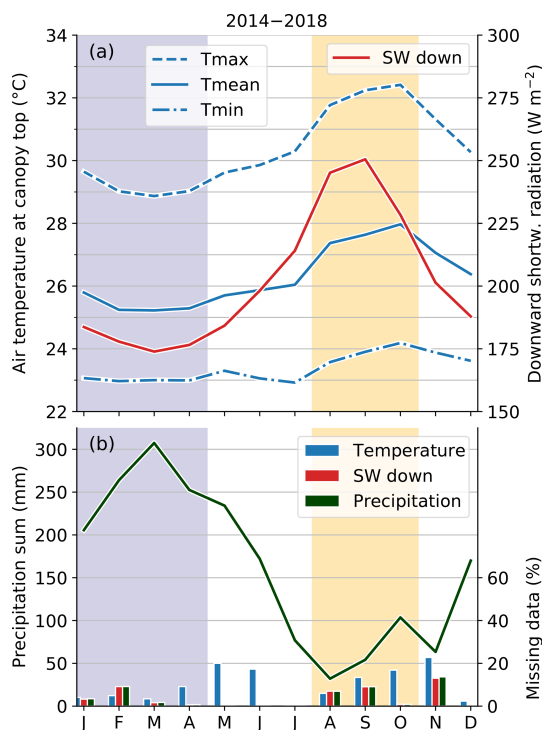 2014−2018
(a)
Tmax
Tmean
Tmin
SW down
Air temperature at canopy top (°C)
34
32
30
28
26
24
22
Downward shortw. radiation (W m⁻²)
300
275
250
225
200
175
150
(b)
Temperature
SW down
Precipitation
Precipitation sum (mm)
300
250
200
150
100
50
0
Missing data (%)
60
40
20
0
J F M A M J J A S O N D